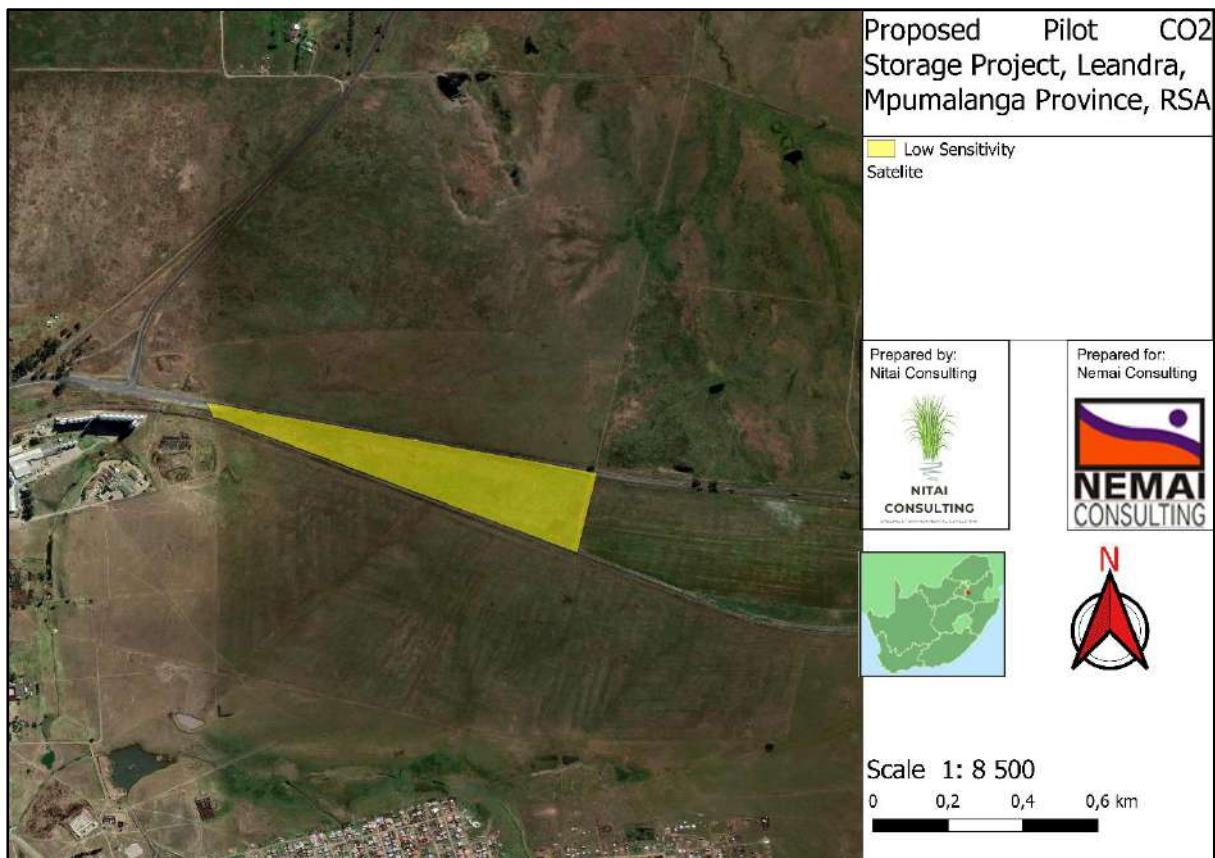 Proposed Pilot CO2
Storage Project, Leandra,
Mpumalanga Province, RSA
Low Sensitivity
Satelite
Prepared by:
Nitai Consulting
NITAI
CONSULTING
Prepared for:
Nemai Consulting
NEMAI
CONSULTING
N
Scale 1: 8 500
0 0,2 0,4 0,6 km